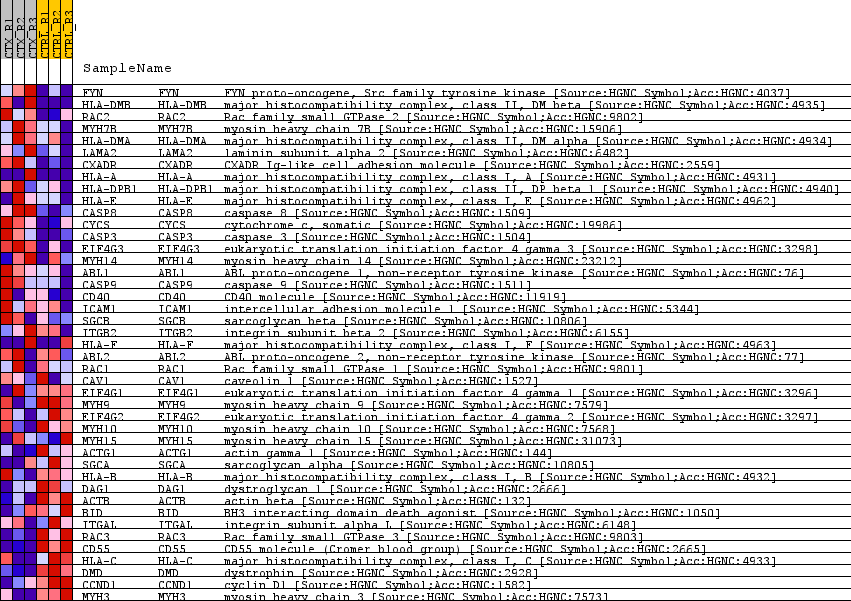 CTX_R1 CTX_R2 CTX_R3 CTRL_R1 CTRL_R2 CTRL_R3
SampleName
FYN FYN FYN proto-oncogene, Src family tyrosine kinase [Source:HGNC Symbol;Acc:HGNC:4037]
HLA-DMB HLA-DMB major histocompatibility complex, class II, DM beta [Source:HGNC Symbol;Acc:HGNC:4935]
RAC2 RAC2 Rac family small GTPase 2 [Source:HGNC Symbol;Acc:HGNC:9802]
MYH7B MYH7B myosin heavy chain 7B [Source:HGNC Symbol;Acc:HGNC:15906]
HLA-DMA HLA-DMA major histocompatibility complex, class II, DM alpha [Source:HGNC Symbol;Acc:HGNC:4934]
LAMA2 LAMA2 laminin subunit alpha 2 [Source:HGNC Symbol;Acc:HGNC:6482]
CXADR CXADR CXADR Ig-like cell adhesion molecule [Source:HGNC Symbol;Acc:HGNC:2559]
HLA-A HLA-A major histocompatibility complex, class I, A [Source:HGNC Symbol;Acc:HGNC:4931]
HLA-DPB1 HLA-DPB1 major histocompatibility complex, class II, DP beta 1 [Source:HGNC Symbol;Acc:HGNC:4940]
HLA-E HLA-E major histocompatibility complex, class I, E [Source:HGNC Symbol;Acc:HGNC:4962]
CASP8 CASP8 caspase 8 [Source:HGNC Symbol;Acc:HGNC:1509]
CYCS CYCS cytochrome c, somatic [Source:HGNC Symbol;Acc:HGNC:19986]
CASP3 CASP3 caspase 3 [Source:HGNC Symbol;Acc:HGNC:1504]
EIF4G3 EIF4G3 eukaryotic translation initiation factor 4 gamma 3 [Source:HGNC Symbol;Acc:HGNC:3298]
MYH14 MYH14 myosin heavy chain 14 [Source:HGNC Symbol;Acc:HGNC:23212]
ABL1 ABL1 ABL proto-oncogene 1, non-receptor tyrosine kinase [Source:HGNC Symbol;Acc:HGNC:76]
CASP9 CASP9 caspase 9 [Source:HGNC Symbol;Acc:HGNC:1511]
CD40 CD40 CD40 molecule [Source:HGNC Symbol;Acc:HGNC:11919]
ICAM1 ICAM1 intercellular adhesion molecule 1 [Source:HGNC Symbol;Acc:HGNC:5344]
SGCB SGCB sarcoglycan beta [Source:HGNC Symbol;Acc:HGNC:10806]
ITGB2 ITGB2 integrin subunit beta 2 [Source:HGNC Symbol;Acc:HGNC:6155]
HLA-F HLA-F major histocompatibility complex, class I, F [Source:HGNC Symbol;Acc:HGNC:4963]
ABL2 ABL2 ABL proto-oncogene 2, non-receptor tyrosine kinase [Source:HGNC Symbol;Acc:HGNC:77]
RAC1 RAC1 Rac family small GTPase 1 [Source:HGNC Symbol;Acc:HGNC:9801]
CAV1 CAV1 caveolin 1 [Source:HGNC Symbol;Acc:HGNC:1527]
EIF4G1 EIF4G1 eukaryotic translation initiation factor 4 gamma 1 [Source:HGNC Symbol;Acc:HGNC:3296]
MYH9 MYH9 myosin heavy chain 9 [Source:HGNC Symbol;Acc:HGNC:7579]
EIF4G2 EIF4G2 eukaryotic translation initiation factor 4 gamma 2 [Source:HGNC Symbol;Acc:HGNC:3297]
MYH10 MYH10 myosin heavy chain 10 [Source:HGNC Symbol;Acc:HGNC:7568]
MYH15 MYH15 myosin heavy chain 15 [Source:HGNC Symbol;Acc:HGNC:31073]
ACTG1 ACTG1 actin gamma 1 [Source:HGNC Symbol;Acc:HGNC:144]
SGCA SGCA sarcoglycan alpha [Source:HGNC Symbol;Acc:HGNC:10805]
HLA-B HLA-B major histocompatibility complex, class I, B [Source:HGNC Symbol;Acc:HGNC:4932]
DAG1 DAG1 dystroglycan 1 [Source:HGNC Symbol;Acc:HGNC:2666]
ACTB ACTB actin beta [Source:HGNC Symbol;Acc:HGNC:132]
BID BID BH3 interacting domain death agonist [Source:HGNC Symbol;Acc:HGNC:1050]
ITGAL ITGAL integrin subunit alpha L [Source:HGNC Symbol;Acc:HGNC:6148]
RAC3 RAC3 Rac family small GTPase 3 [Source:HGNC Symbol;Acc:HGNC:9803]
CD55 CD55 CD55 molecule (Cromer blood group) [Source:HGNC Symbol;Acc:HGNC:2665]
HLA-C HLA-C major histocompatibility complex, class I, C [Source:HGNC Symbol;Acc:HGNC:4933]
DMD DMD dystrophin [Source:HGNC Symbol;Acc:HGNC:2928]
CCND1 CCND1 cyclin D1 [Source:HGNC Symbol;Acc:HGNC:1582]
MYH3 MYH3 myosin heavy chain 3 [Source:HGNC Symbol;Acc:HGNC:7573]